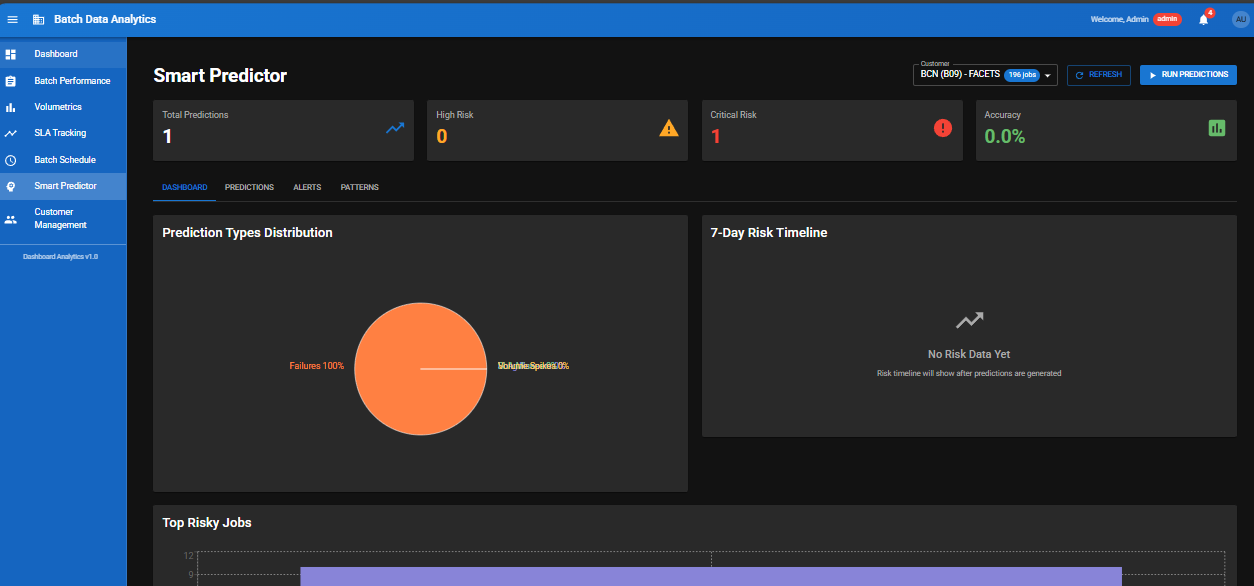 Batch Data Analytics
Welcome, Admin admin
4
AU
Dashboard
Batch Performance
Volumetrics
SLA Tracking
Batch Schedule
Smart Predictor
Customer
Management
Dashboard Analytics v1.0
Smart Predictor
Customer
BCN (B09) - FACETS 196 jobs
REFRESH
RUN PREDICTIONS
Total Predictions
1
High Risk
0
Critical Risk
1
Accuracy
0.0%
DASHBOARD
PREDICTIONS
ALERTS
PATTERNS
Prediction Types Distribution
Failures 100%
7-Day Risk Timeline
No Risk Data Yet
Risk timeline will show after predictions are generated
Top Risky Jobs
12
9